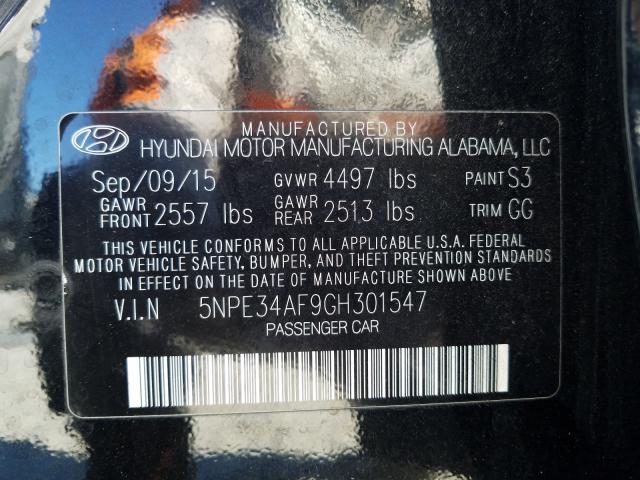 MANUFACTURED BY
HYUNDAI MOTOR MANUFACTURING ALABAMA, LLC
Sep/09/15 GVWR 4497 lbs PAINT S3
GAWR FRONT 2557 lbs GAWR REAR 2513 lbs TRIM GG
THIS VEHICLE CONFORMS TO ALL APPLICABLE U.S.A. FEDERAL
MOTOR VEHICLE SAFETY, BUMPER, AND THEFT PREVENTION STANDARDS
IN EFFECT ON THE DATE OF MANUFACTURE SHOWN ABOVE
V.I.N 5NPE34AF9GH301547
PASSENGER CAR